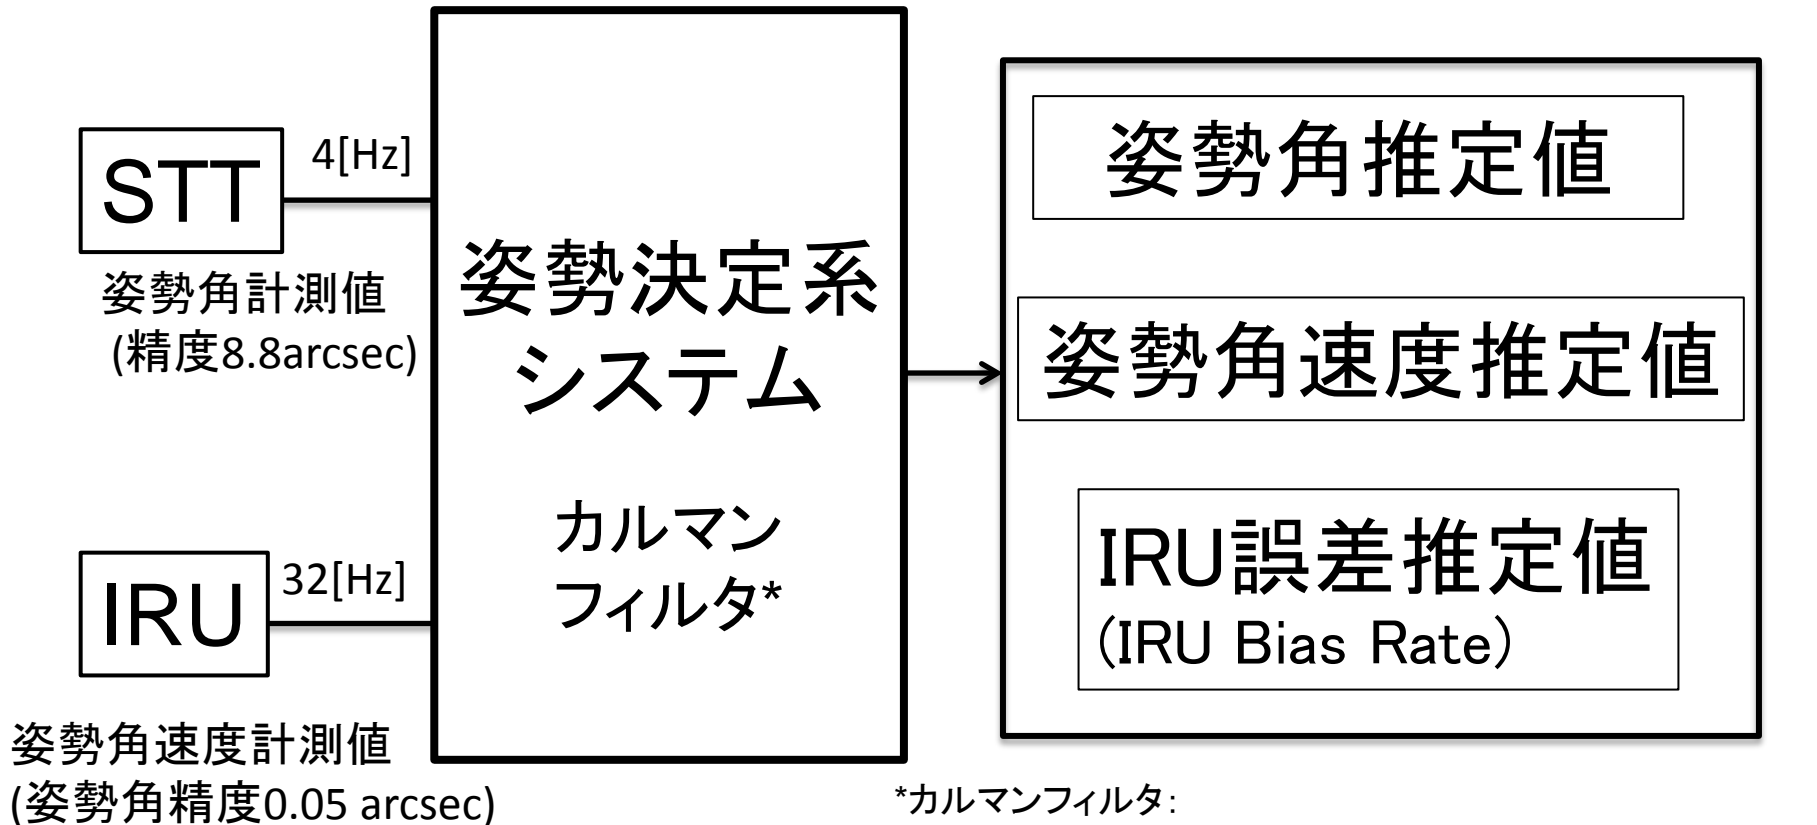 STT
4[Hz]
姿勢角計測値
(精度8.8arcsec)
IRU
32[Hz]
姿勢角速度計測値
(姿勢角精度0.05 arcsec)
姿勢決定系
システム
カルマン
フィルタ*
姿勢角推定値
姿勢角速度推定値
IRU誤差推定値
(IRU Bias Rate)
*カルマンフィルタ: